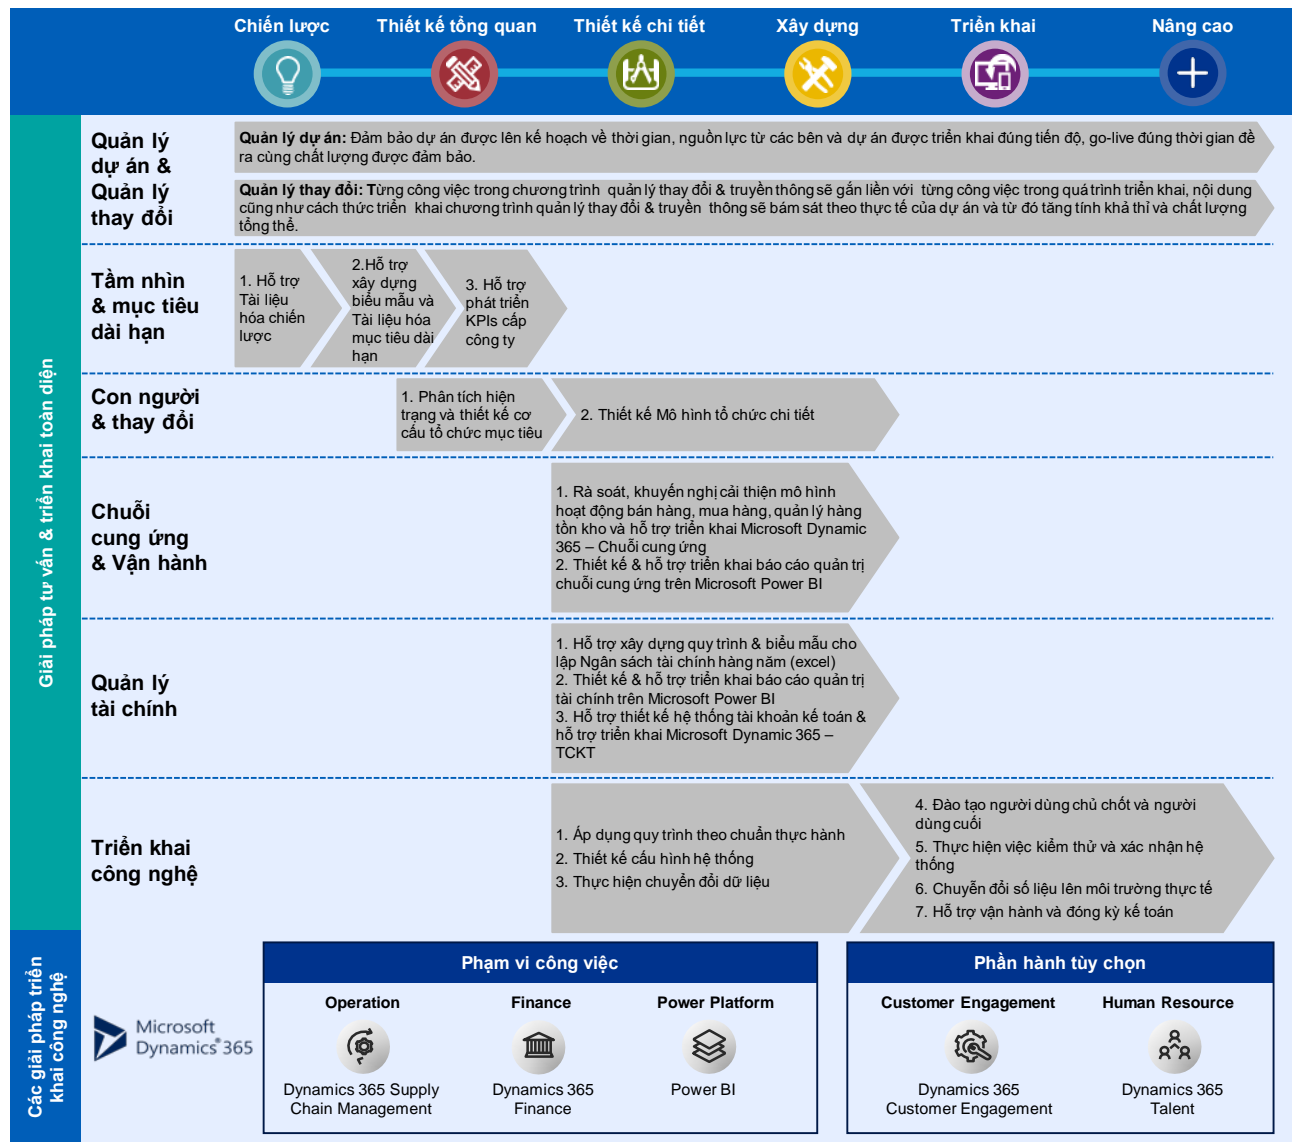 Chiến lược
Thiết kế tổng quan
Thiết kế chi tiết
Xây dựng
Triển khai
Nâng cao
Giải pháp tư vấn & triển khai toàn diện
Quản lý
dự án &
Quản lý
thay đổi
Quản lý dự án: Đảm bảo dự án được lên kế hoạch về thời gian, nguồn lực từ các bên và dự án được triển khai đúng tiến độ, go-live đúng thời gian đề
ra cùng chất lượng được đảm bảo.
Quản lý thay đổi: Từng công việc trong chương trình quản lý thay đổi & truyền thông sẽ gắn liền với từng công việc trong quá trình triển khai, nội dung
cũng như cách thức triển khai chương trình quản lý thay đổi & truyền thông sẽ bám sát theo thực tế của dự án và từ đó tăng tính khả thi và chất lượng
tổng thể.
Tầm nhìn
& mục tiêu
dài hạn
1. Hỗ trợ
Tài liệu
hóa chiến
lược
2.Hỗ trợ
xây dựng
biểu mẫu và
Tài liệu hóa
mục tiêu dài
hạn
3. Hỗ trợ
phát triển
KPIs cấp
công ty
Con người
& thay đổi
1. Phân tích hiện
trạng và thiết kế cơ
cấu tổ chức mục tiêu
2. Thiết kế Mô hình tổ chức chi tiết
Chuỗi
cung ứng
& Vận hành
1. Rà soát, khuyến nghị cải thiện mô hình
hoạt động bán hàng, mua hàng, quản lý hàng
tồn kho và hỗ trợ triển khai Microsoft Dynamic
365 – Chuỗi cung ứng
2. Thiết kế & hỗ trợ triển khai báo cáo quản trị
chuỗi cung ứng trên Microsoft Power BI
Quản lý
tài chính
1. Hỗ trợ xây dựng quy trình & biểu mẫu cho
lập Ngân sách tài chính hàng năm (excel)
2. Thiết kế & hỗ trợ triển khai báo cáo quản trị
tài chính trên Microsoft Power BI
3. Hỗ trợ thiết kế hệ thống tài khoản kế toán &
hỗ trợ triển khai Microsoft Dynamic 365 –
TCKT
Triển khai
công nghệ
1. Áp dụng quy trình theo chuẩn thực hành
2. Thiết kế cấu hình hệ thống
3. Thực hiện chuyển đổi dữ liệu
4. Đào tạo người dùng chủ chốt và người
dùng cuối
5. Thực hiện việc kiểm thử và xác nhận hệ
thống
6. Chuyễn đổi số liệu lên môi trường thực tế
7. Hỗ trợ vận hành và đóng kỳ kế toán
Các giải pháp triển
khai công nghệ
Microsoft
Dynamics® 365
Phạm vi công việc
Operation
Finance
Power Platform
Dynamics 365 Supply
Chain Management
Dynamics 365
Finance
Power BI
Phần hành tùy chọn
Customer Engagement
Human Resource
Dynamics 365
Customer Engagement
Dynamics 365
Talent